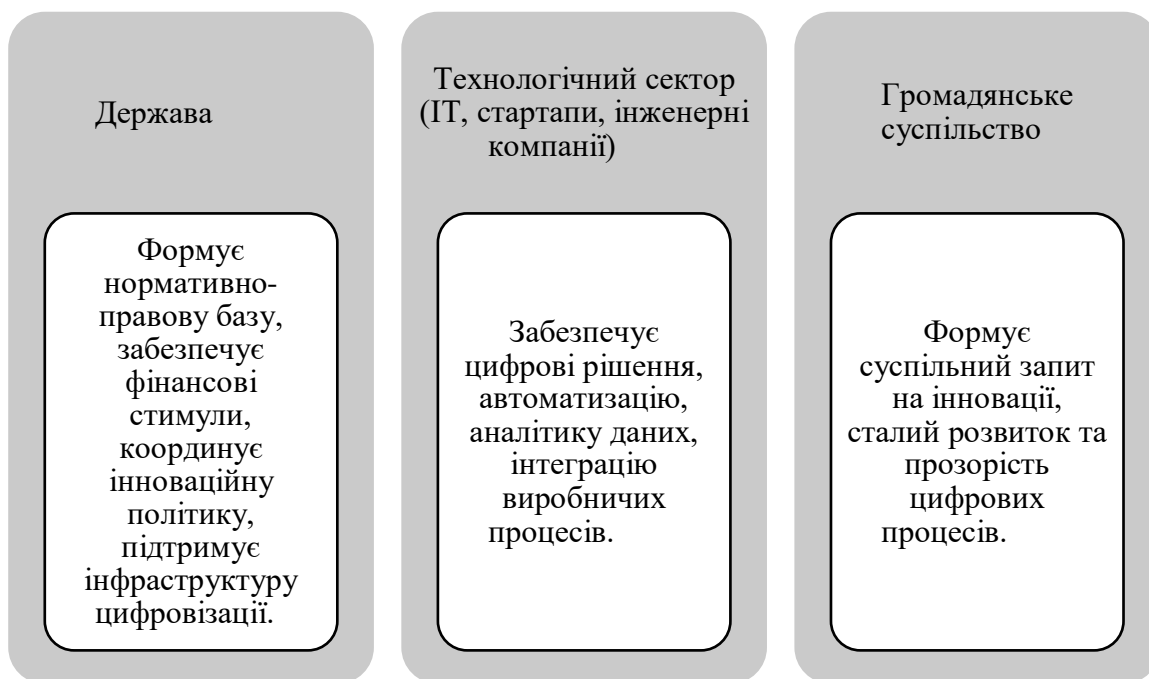 Держава
Формує
нормативно-
правову базу,
забезпечує
фінансові
стимули,
координує
інноваційну
політику,
підтримує
інфраструктуру
цифровізації.
Технологічний сектор
(ІТ, стартапи, інженерні
компанії)
Забезпечує
цифрові рішення,
автоматизацію,
аналітику даних,
інтеграцію
виробничих
процесів.
Громадянське
суспільство
Формує
суспільний запит
на інновації,
сталий розвиток та
прозорість
цифрових
процесів.